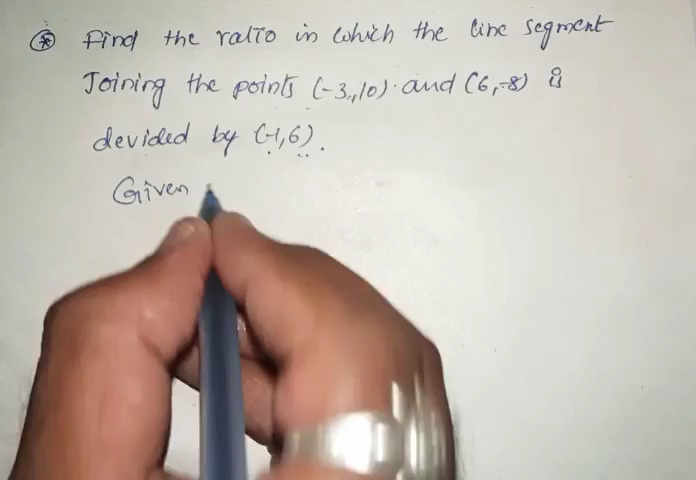 * Find the ratio in which the line segment
Joining the points (-3,10) and (6,-8) is
devided by (-1,6).
Given